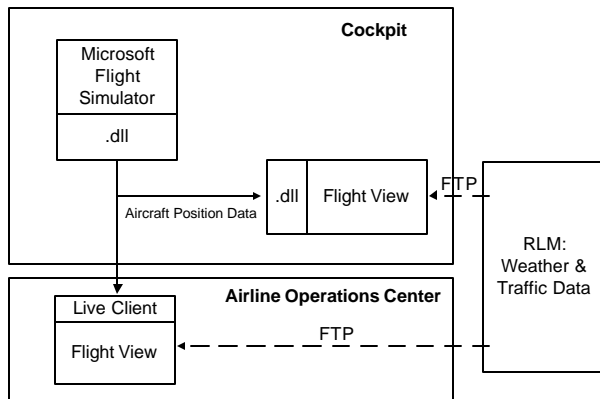 Cockpit
Microsoft
Flight
Simulator
.dll
.dll
Flight View
FTP
Aircraft Position Data
RLM:
Weather &
Traffic Data
Airline Operations Center
Live Client
Flight View
FTP